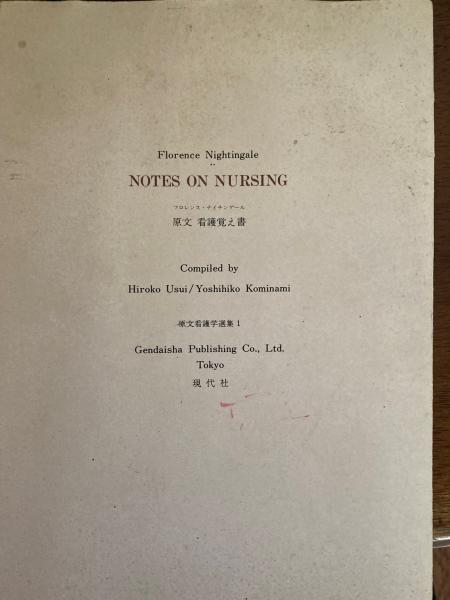 Florence Nightingale
NOTES ON NURSING
フロレンス・ナイチンゲール
原文 看護覚え書
Compiled by
Hiroko Usui/Yoshihiko Kominami
原文看護学選集 1
Gendaisha Publishing Co., Ltd.
Tokyo
現代社